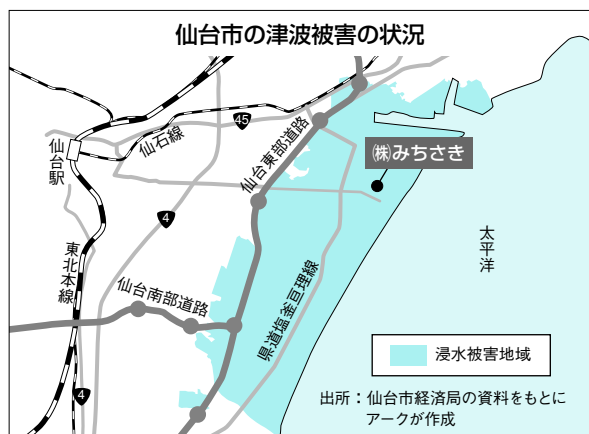 仙台市の津波被害の状況
45
仙石線
仙台駅
仙台東部道路
㈱みちさき
4
太平洋
東北本線
仙台南部道路
県道塩釜亘理線
浸水被害地域
4
出所：仙台市経済局の資料をもとに
アークが作成